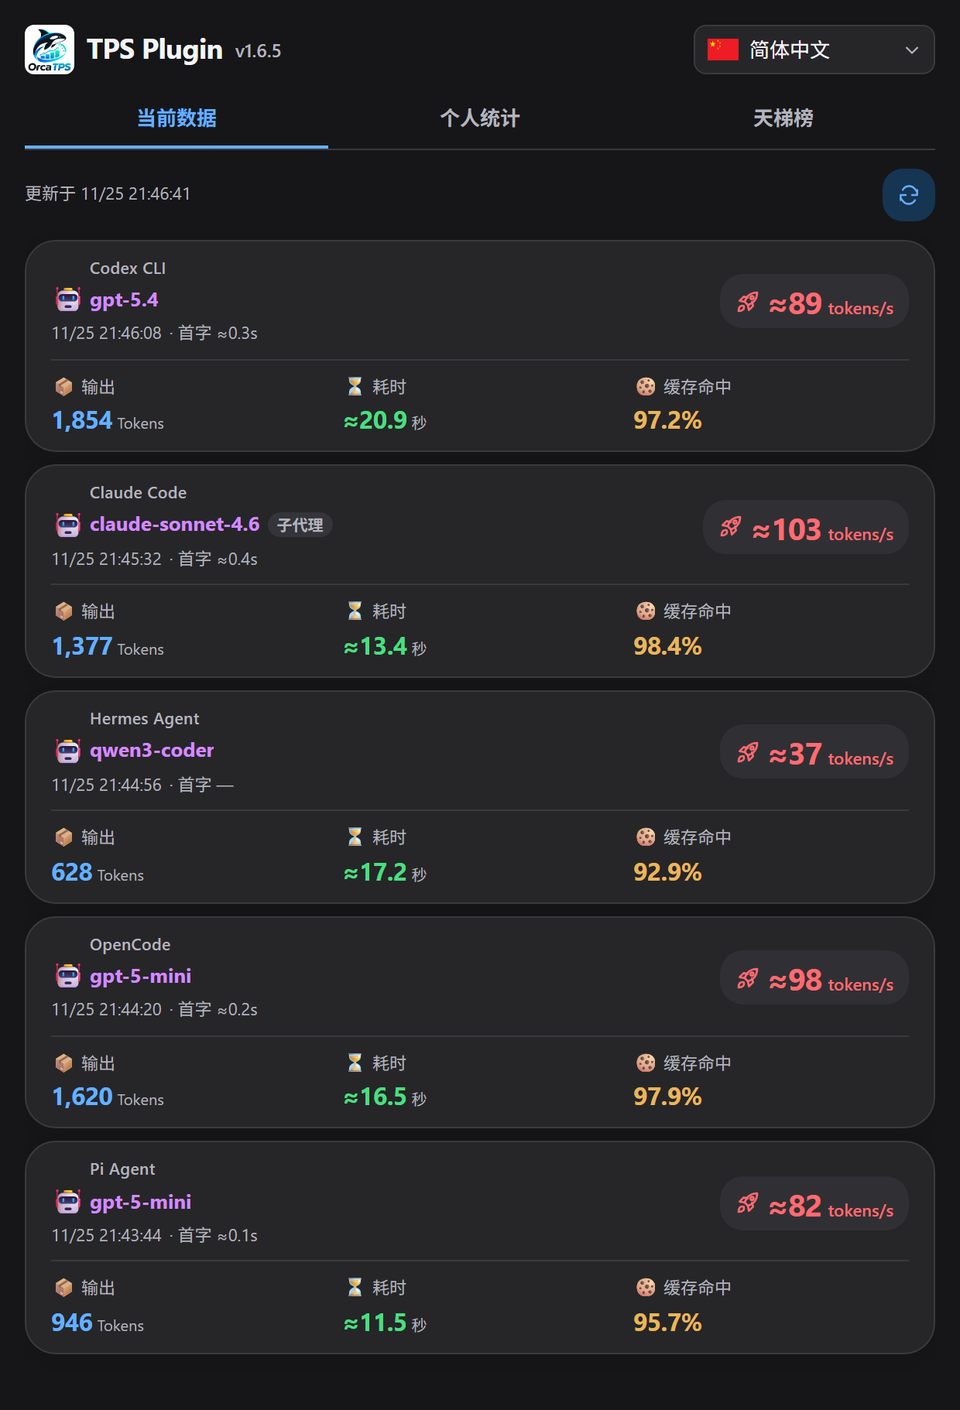 OrcaTPS
TPS Plugin v1.6.5
简体中文
当前数据 个人统计 天梯榜
更新于 11/25 21:46:41
Codex CLI
gpt-5.4
≈89 tokens/s
11/25 21:46:08 · 首字 ≈0.3s
输出 耗时 缓存命中
1,854 Tokens ≈20.9 秒 97.2%
Claude Code
claude-sonnet-4.6 子代理
≈103 tokens/s
11/25 21:45:32 · 首字 ≈0.4s
输出 耗时 缓存命中
1,377 Tokens ≈13.4 秒 98.4%
Hermes Agent
qwen3-coder
≈37 tokens/s
11/25 21:44:56 · 首字 —
输出 耗时 缓存命中
628 Tokens ≈17.2 秒 92.9%
OpenCode
gpt-5-mini
≈98 tokens/s
11/25 21:44:20 · 首字 ≈0.2s
输出 耗时 缓存命中
1,620 Tokens ≈16.5 秒 97.9%
Pi Agent
gpt-5-mini
≈82 tokens/s
11/25 21:43:44 · 首字 ≈0.1s
输出 耗时 缓存命中
946 Tokens ≈11.5 秒 95.7%